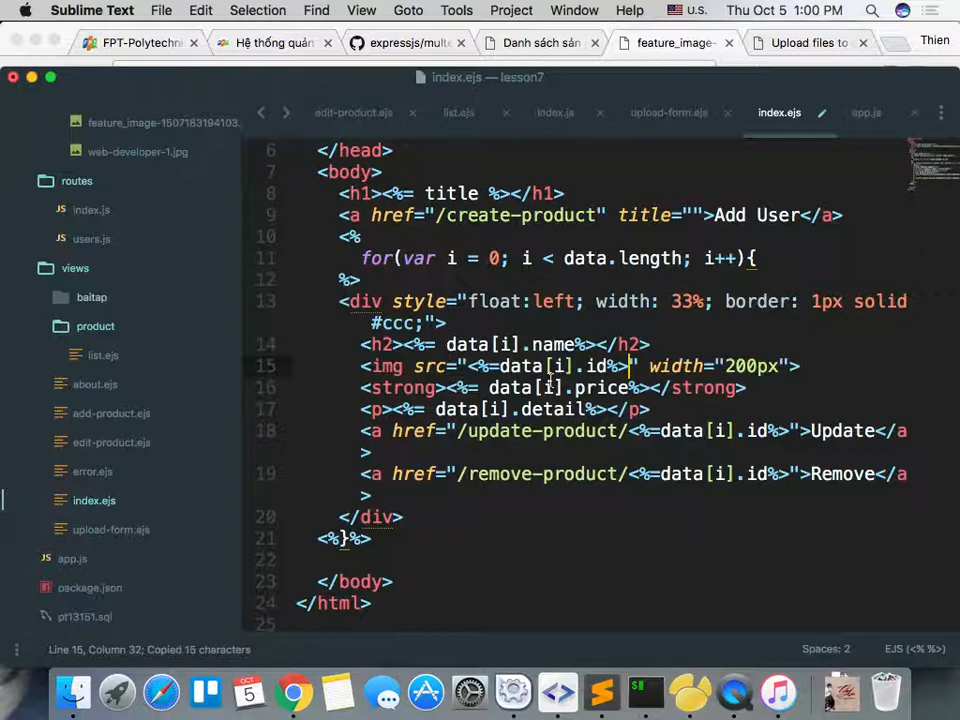 Sublime Text File Edit Selection Find View Goto Tools Project Window Help U.S. Thu Oct 5 1:00 PM
FPT-Polytechni × Hệ thống quản × expressjs/multe × Danh sách sản × feature_image- × Upload files to × Thien
index.ejs — lesson7
edit-product.ejs × list.ejs × index.js × upload-form.ejs × index.ejs app.js
feature_image-1507183194103...
web-developer-1.jpg
routes
index.js
users.js
views
baitap
product
list.ejs
about.ejs
add-product.ejs
edit-product.ejs
error.ejs
index.ejs
upload-form.ejs
app.js
package.json
pt13151.sql
6 </head>
7 <body>
8 <h1><%= title %></h1>
9 <a href="/create-product" title="">Add User</a>
10 <%
11 for(var i = 0; i < data.length; i++){
12 %>
13 <div style="float:left; width: 33%; border: 1px solid
#ccc;">
14 <h2><%= data[i].name%></h2>
15 <img src="<%=data[i].id%>" width="200px">
16 <strong><%= data[i].price%></strong>
17 <p><%= data[i].detail%></p>
18 <a href="/update-product/<%=data[i].id%>">Update</a
>
19 <a href="/remove-product/<%=data[i].id%>">Remove</a
>
20 </div>
21 <%}%>
22
23 </body>
24 </html>
25
Line 15, Column 32; Copied 15 characters Spaces: 2 EJS (<% %>)
OCT
5